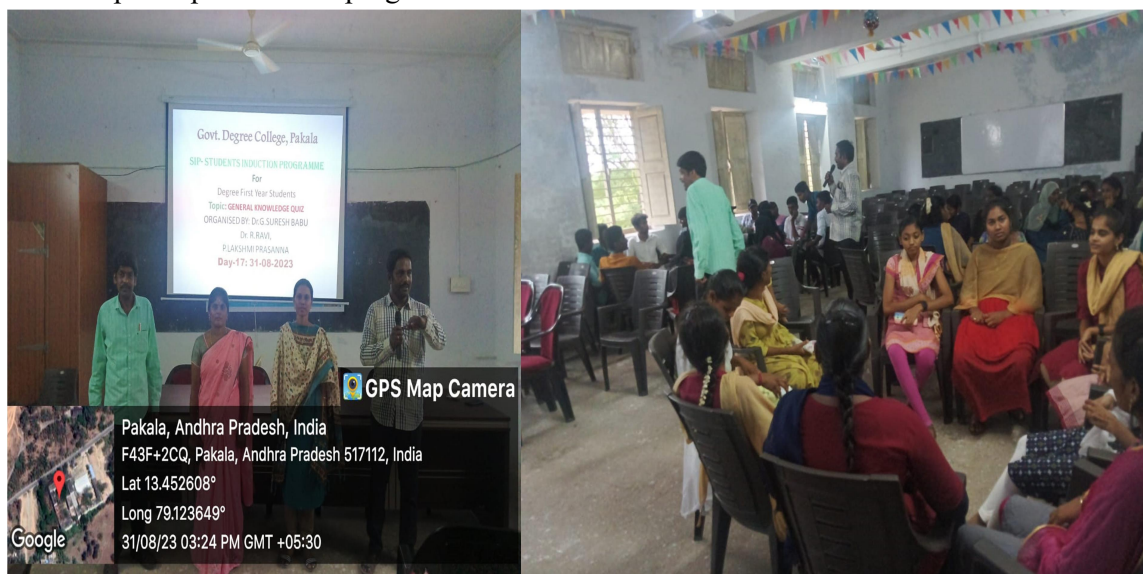 Govt. Degree College, Pakala
SIP- STUDENTS INDUCTION PROGRAMME
For
Degree First Year Students
Topic: GENERAL KNOWLEDGE QUIZ
ORGANISED BY: Dr.G.SURESH BABU
Dr. R.RAVI,
P.LAKSHMI PRASANNA
Day-17: 31-08-2023
GPS Map Camera
Pakala, Andhra Pradesh, India
F43F+2CQ, Pakala, Andhra Pradesh 517112, India
Lat 13.452608°
Long 79.123649°
31/08/23 03:24 PM GMT +05:30
Google